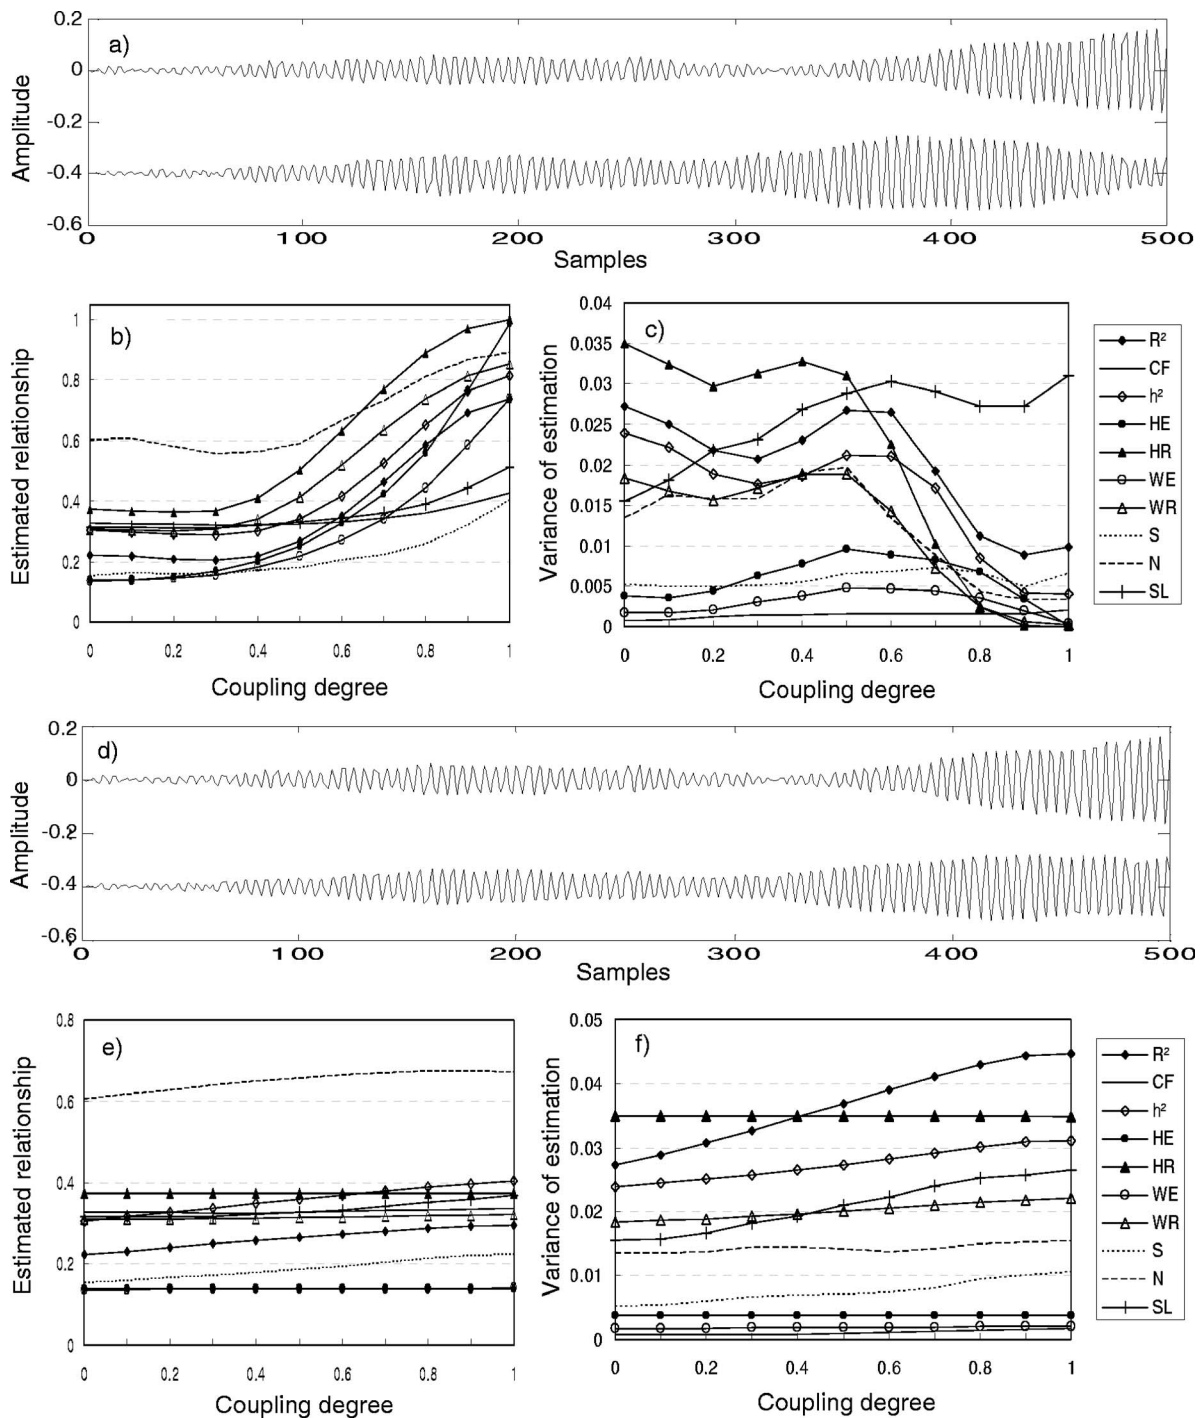 a)
Amplitude
0.2
0
-0.2
-0.4
-0.6
0 100 200 300 400 500
Samples
b)
Estimated relationship
1
0.8
0.6
0.4
0.2
0
0 0.2 0.4 0.6 0.8 1
Coupling degree
c)
Variance of estimation
0.04
0.035
0.03
0.025
0.02
0.015
0.01
0.005
0
0 0.2 0.4 0.6 0.8 1
Coupling degree
R²
CF
h²
HE
HR
WE
WR
S
N
SL
d)
Amplitude
0.2
0
-0.2
-0.4
-0.6
0 100 200 300 400 500
Samples
e)
Estimated relationship
0.8
0.6
0.4
0.2
0
0 0.2 0.4 0.6 0.8 1
Coupling degree
f)
Variance of estimation
0.05
0.04
0.03
0.02
0.01
0
0 0.2 0.4 0.6 0.8 1
Coupling degree
R²
CF
h²
HE
HR
WE
WR
S
N
SL